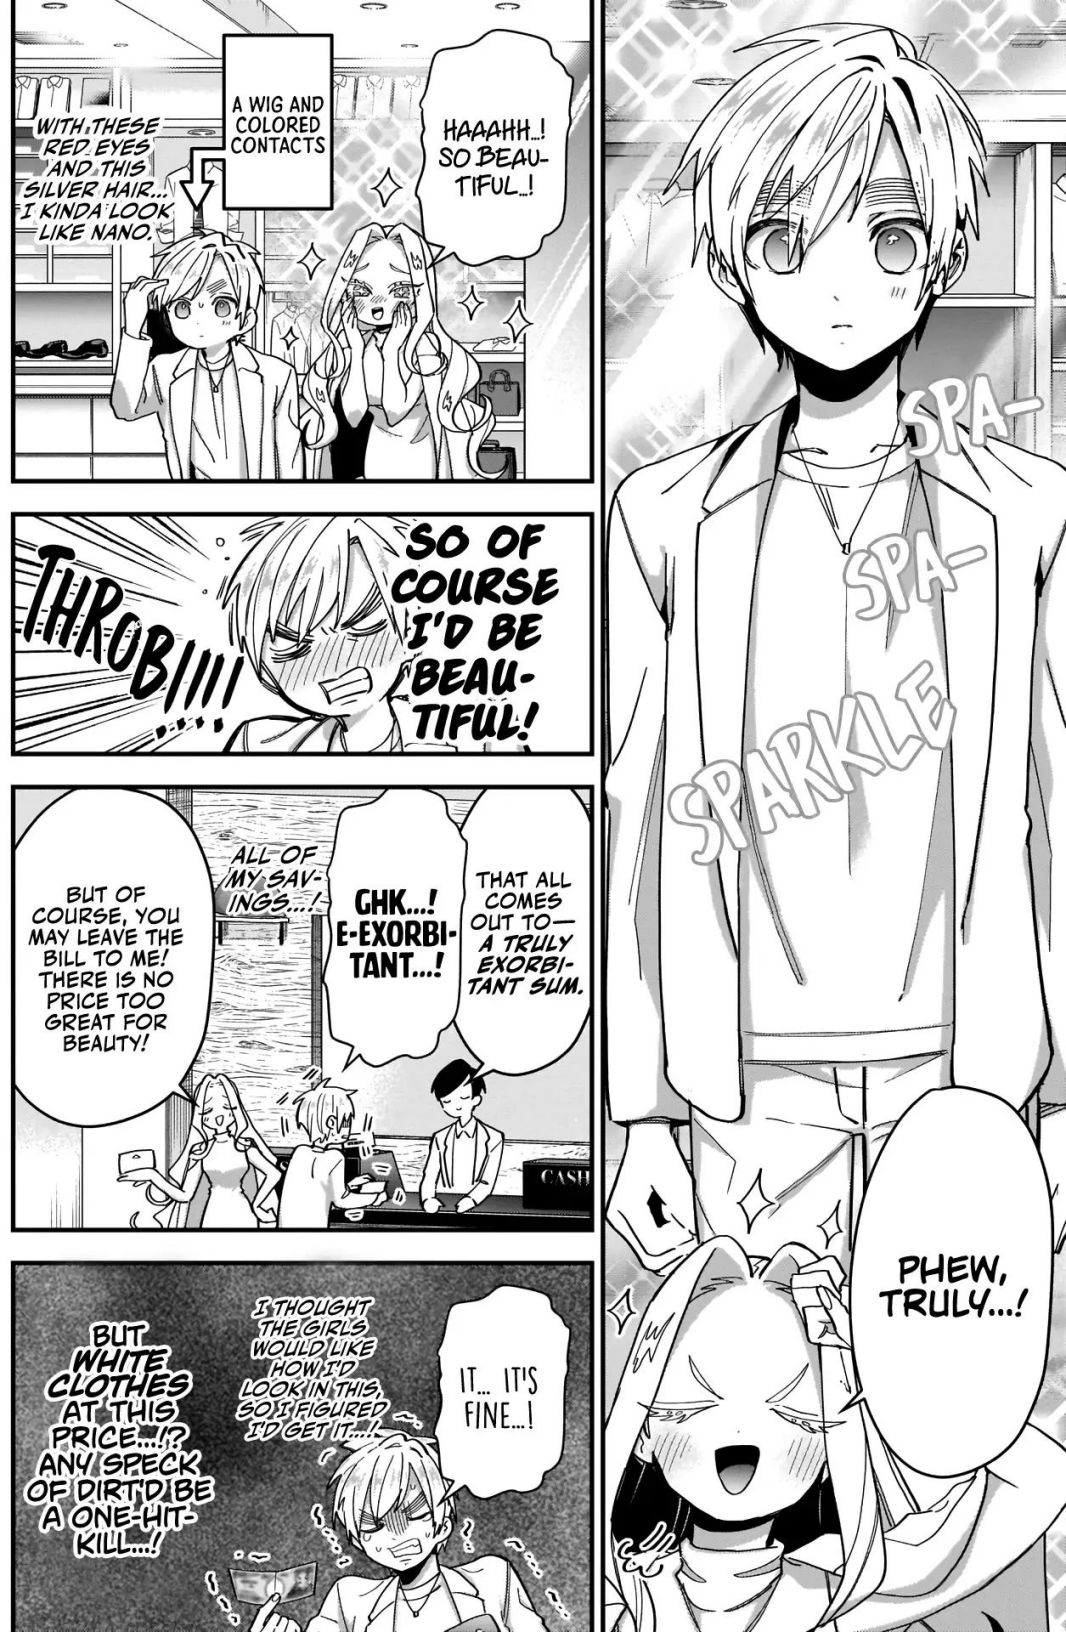 SPA-
SPA-
SPARKLE
PHEW,
TRULY...!
HAAAHH...!
SO BEAU-
TIFUL...!
A WIG AND
COLORED
CONTACTS
WITH THESE
RED EYES
AND THIS
SILVER HAIR...
I KINDA LOOK
LIKE NANO.
SO OF
COURSE
I'D BE
BEAU-
TIFUL!
THROB!!!!
THAT ALL
COMES
OUT TO—
A TRULY
EXORBI-
TANT SUM.
GHK...!
E-EXORBI-
TANT...!
ALL OF
MY SAV-
INGS...!
BUT OF
COURSE, YOU
MAY LEAVE THE
BILL TO ME!
THERE IS NO
PRICE TOO
GREAT FOR
BEAUTY!
CASH
IT... IT'S
FINE...!
I THOUGHT
THE GIRLS
WOULD LIKE
HOW I'D
LOOK IN THIS,
SO I FIGURED
I'D GET IT...!
BUT
WHITE
CLOTHES
AT THIS
PRICE...!?
ANY SPECK
OF DIRT'D BE
A ONE-HIT-
KILL...!